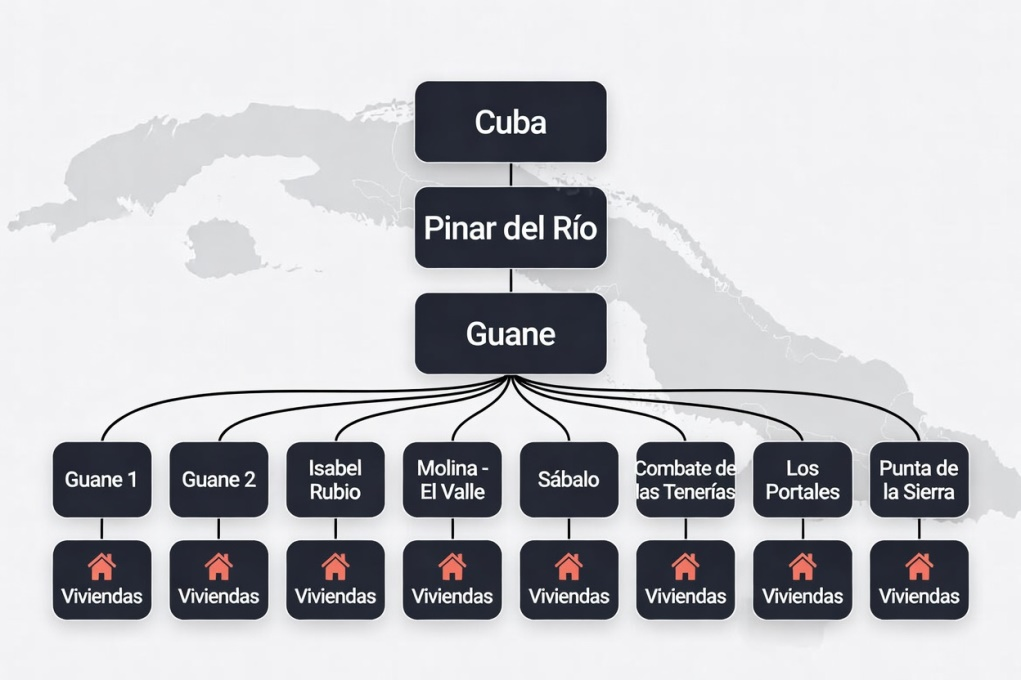 Cuba
Pinar del Río
Guane
Guane 1
Guane 2
Isabel
Rubio
Molina -
El Valle
Sábalo
Combate de
las Tenerías
Los
Portales
Punta de
la Sierra
Viviendas
Viviendas
Viviendas
Viviendas
Viviendas
Viviendas
Viviendas
Viviendas